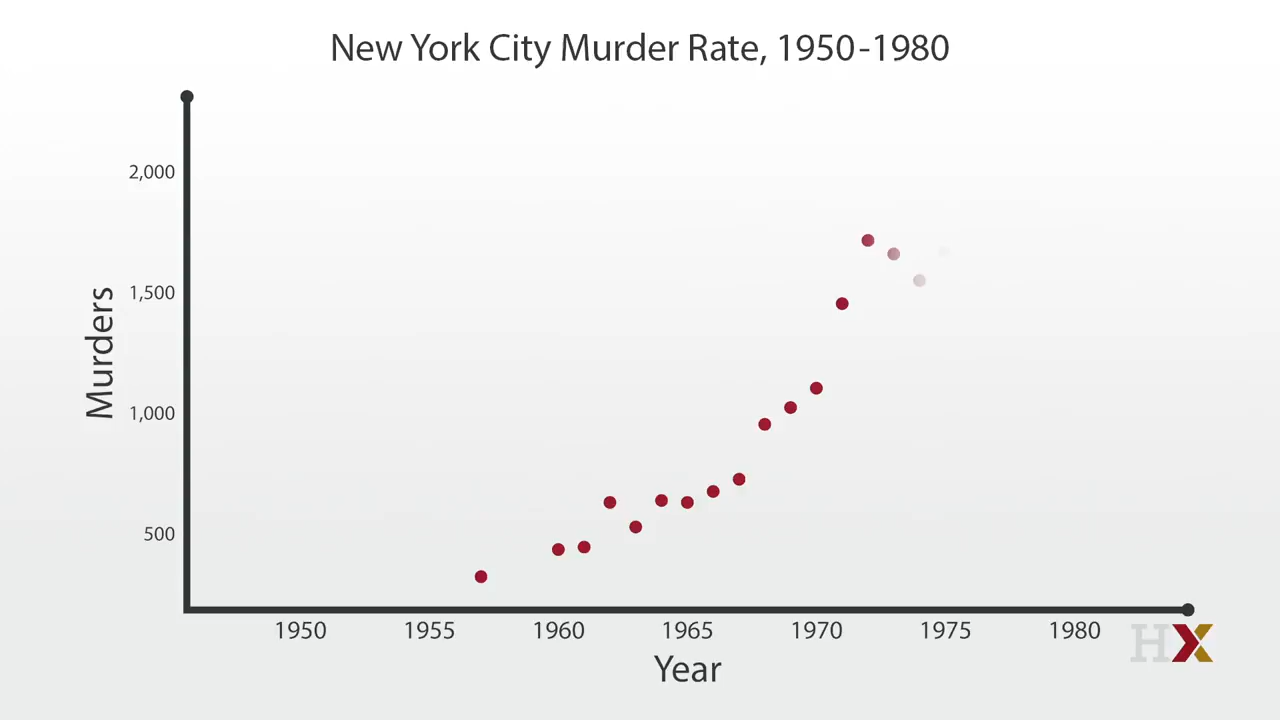 New York City Murder Rate, 1950-1980
2,000
1,500
1,000
500
Murders
1950 1955 1960 1965 1970 1975 1980
Year
HX